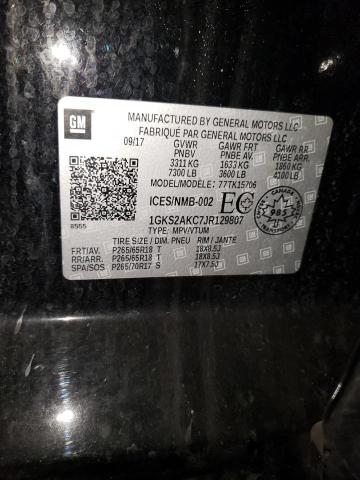 MANUFACTURED BY GENERAL MOTORS LLC
FABRIQUÉ PAR GENERAL MOTORS LLC
GM
09/17 GVWR GAWR FRT GAWR RR
PNBV PNBE AV. PNBE ARR.
3311 KG 1633 KG 1860 KG
7300 LB 3600 LB 4100 LB
MODEL/MODÈLE: 77TK15706
ICES/NMB-002 EC
CANADA
985
1GKS2AKC7JR129807
8555
TYPE: MPV/VTUM
TIRE SIZE / DIM. PNEU RIM / JANTE
FRT/AV. P265/65R18 T 18X8.5J
RR/ARR. P265/65R18 T 18X8.5J
SPA/SOS P265/70R17 S 17X7.5J